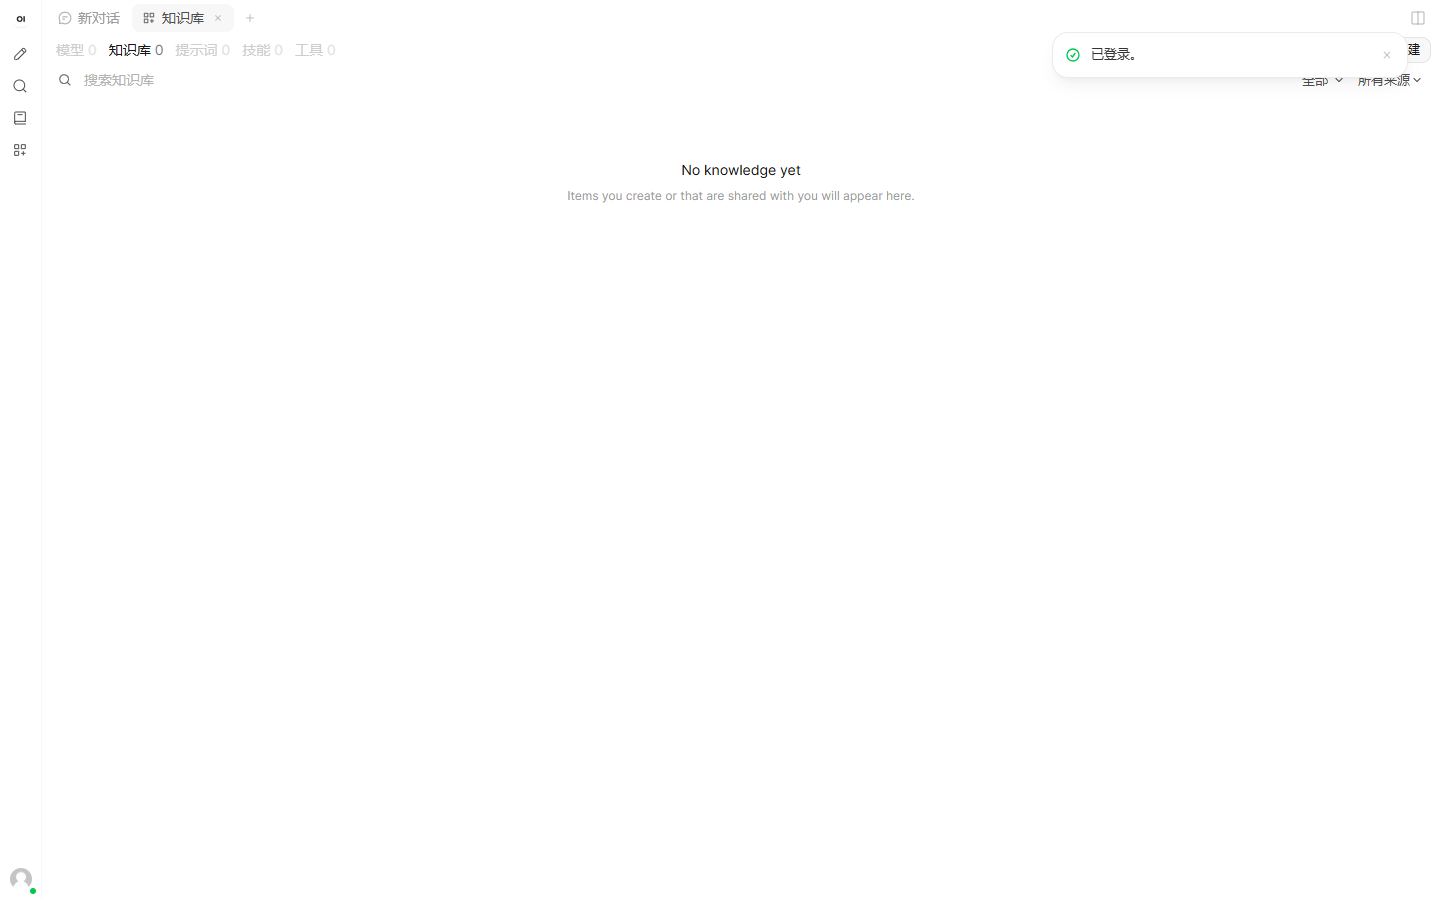 OI 新对话 知识库
模型 0 知识库 0 提示词 0 技能 0 工具 0
已登录。
建
搜索知识库
全部 所有来源
No knowledge yet
Items you create or that are shared with you will appear here.